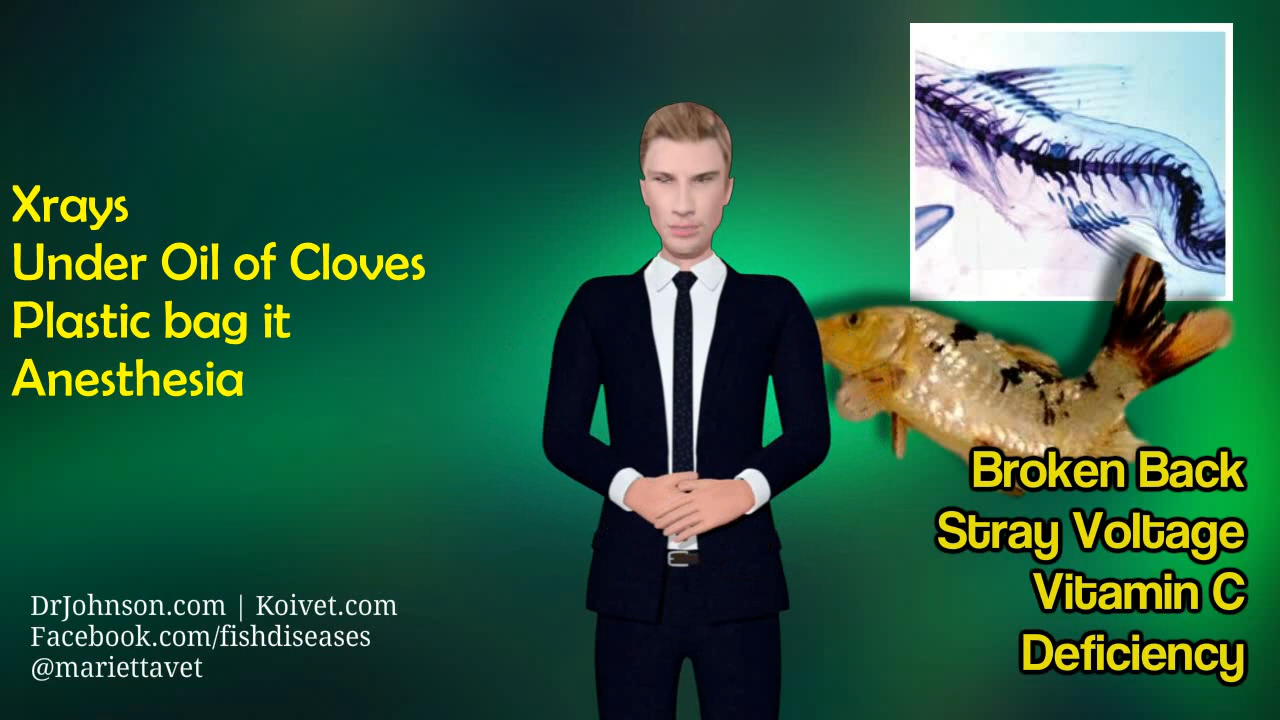 Xrays
Under Oil of Cloves
Plastic bag it
Anesthesia
DrJohnson.com | Koivet.com
Facebook.com/fishdiseases
@mariettavet
Broken Back
Stray Voltage
Vitamin C
Deficiency